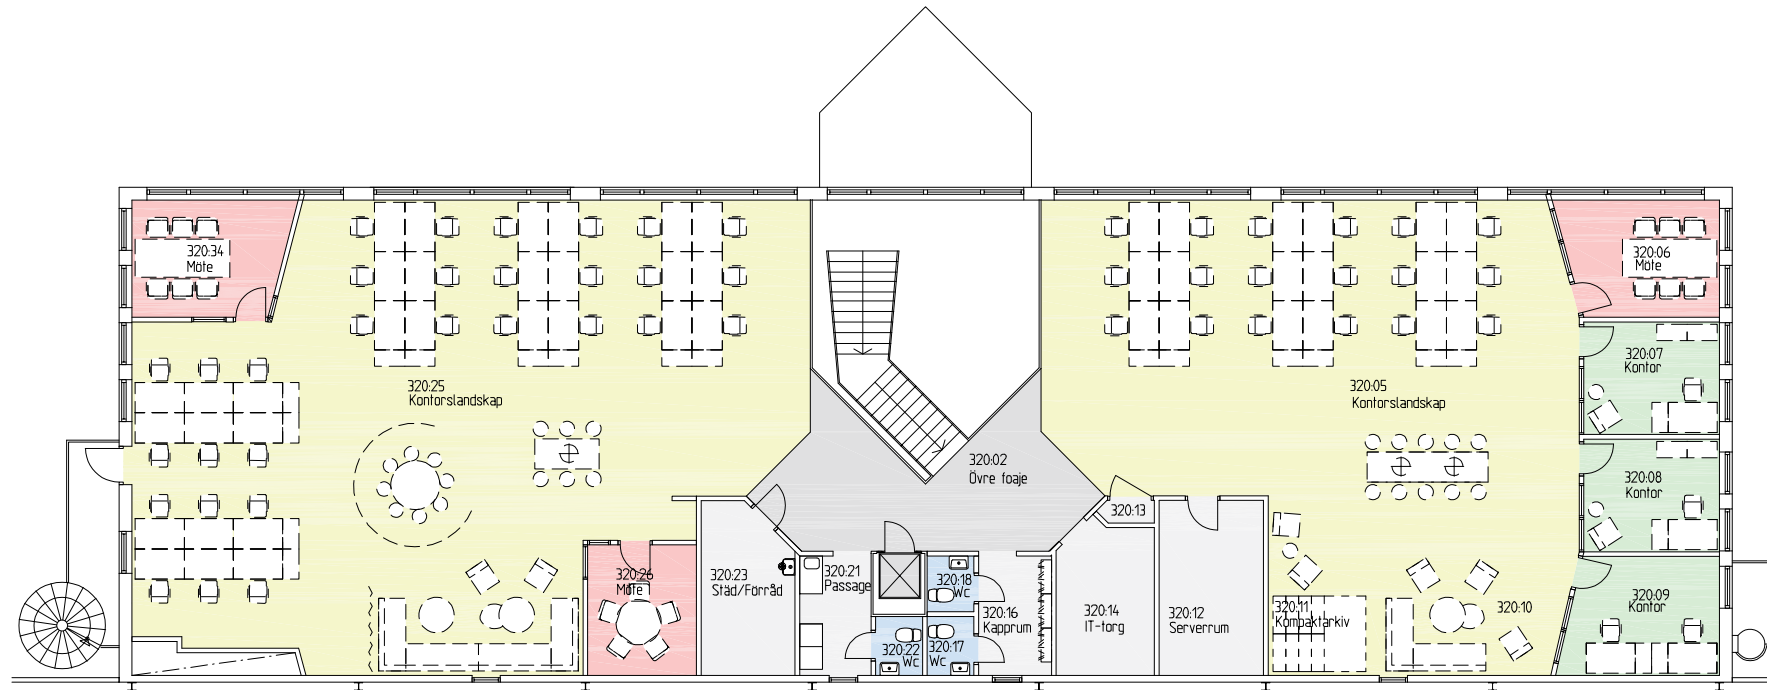 320:34
Möte
320:06
Möte
320:07
Kontor
320:25
Kontorslandskap
320:05
Kontorslandskap
320:02
Övre foaje
320:08
Kontor
320:13
320:26
Möte
320:23
Städ/Förråd
320:21
Passage
320:18
Wc
320:16
Kapprum
320:14
IT-torg
320:12
Serverrum
320:11
Kompaktarkiv
320:10
320:09
Kontor
320:22
Wc
320:17
Wc